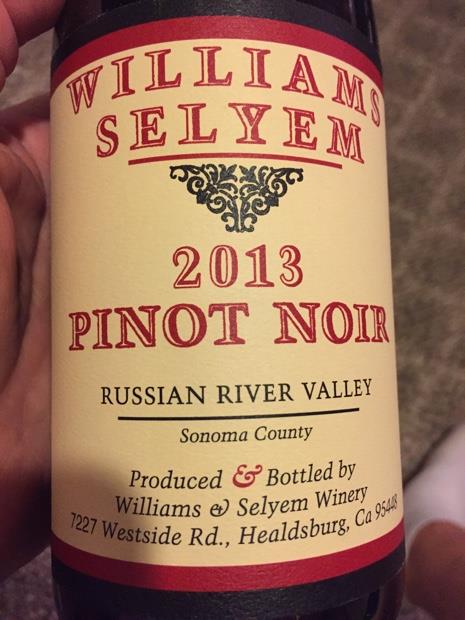 WILLIAMS
SELYEM
2013
PINOT NOIR
RUSSIAN RIVER VALLEY
Sonoma County
Produced & Bottled by
Williams & Selyem Winery
7227 Westside Rd., Healdsburg, Ca 95448